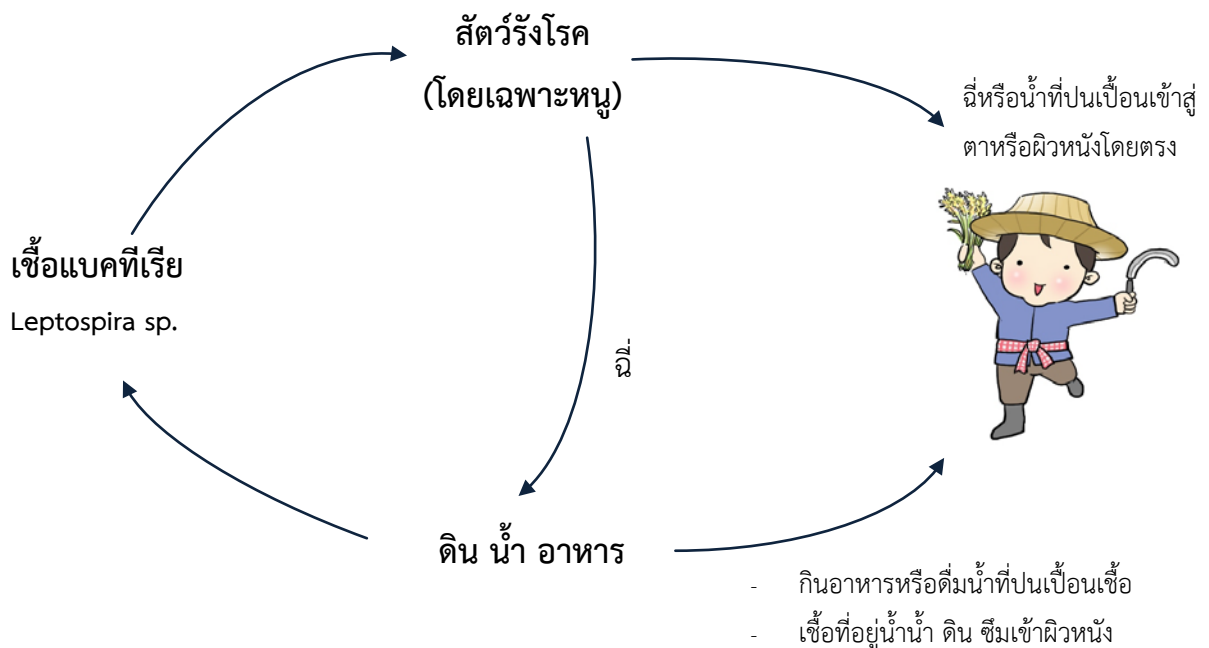 สัตว์รังโรค
(โดยเฉพาะหนู)
ฉี่หรือน้ำที่ปนเปื้อนเข้าสู่
ตาหรือผิวหนังโดยตรง
เชื้อแบคทีเรีย
Leptospira sp.
ฉี่
ดิน น้ำ อาหาร
- กินอาหารหรือดื่มน้ำที่ปนเปื้อนเชื้อ
- เชื้อที่อยู่น้ำน้ำ ดิน ซึมเข้าผิวหนัง